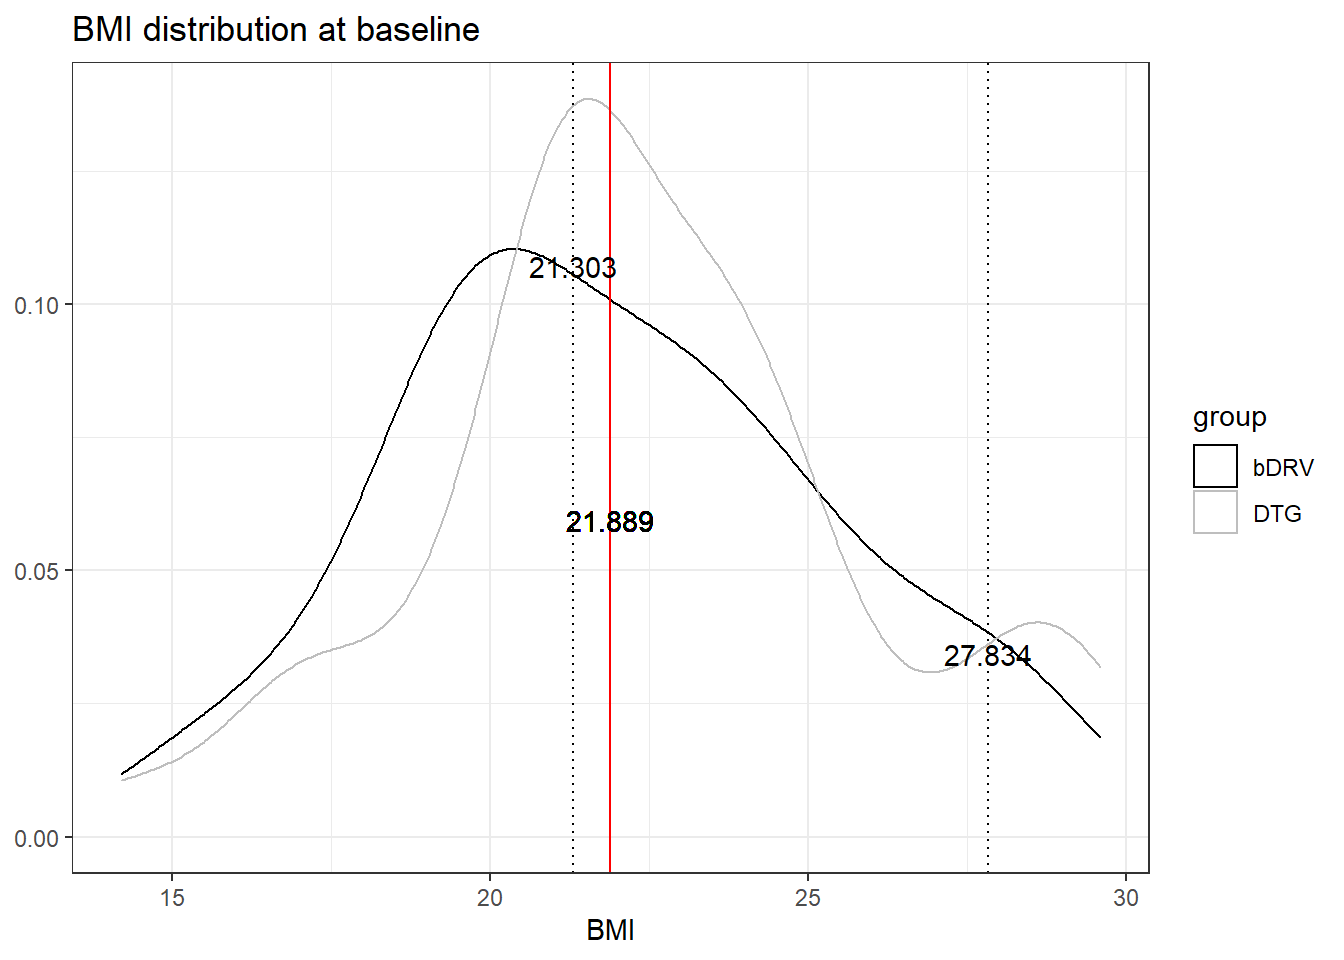 BMI distribution at baseline
0.10
0.05
0.00
21.303
21.889
27.834
15
20
25
30
BMI
group
bDRV
DTG